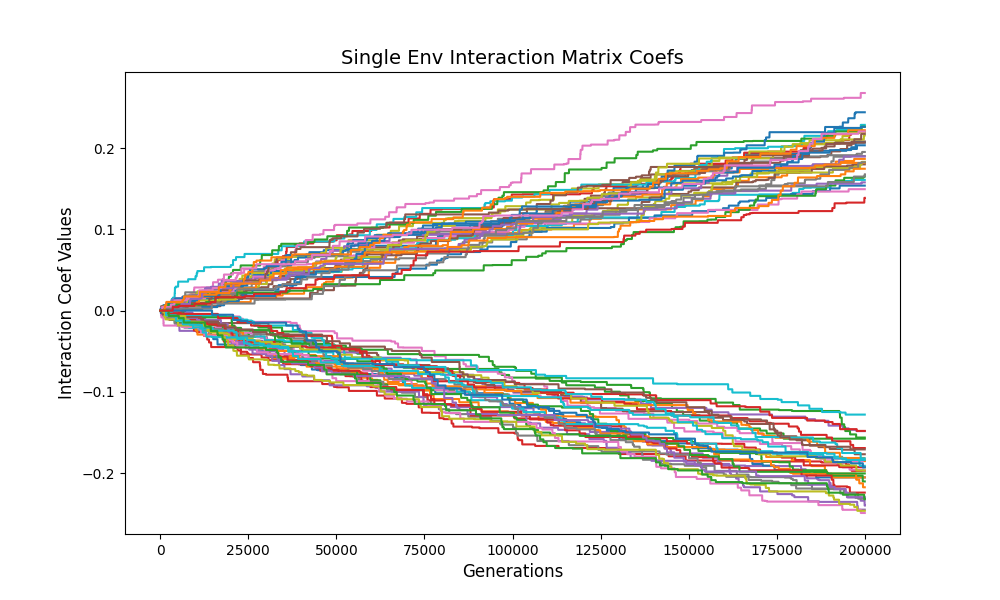 Single Env Interaction Matrix Coefs
Interaction Coef Values
0.2
0.1
0.0
−0.1
−0.2
0 25000 50000 75000 100000 125000 150000 175000 200000
Generations